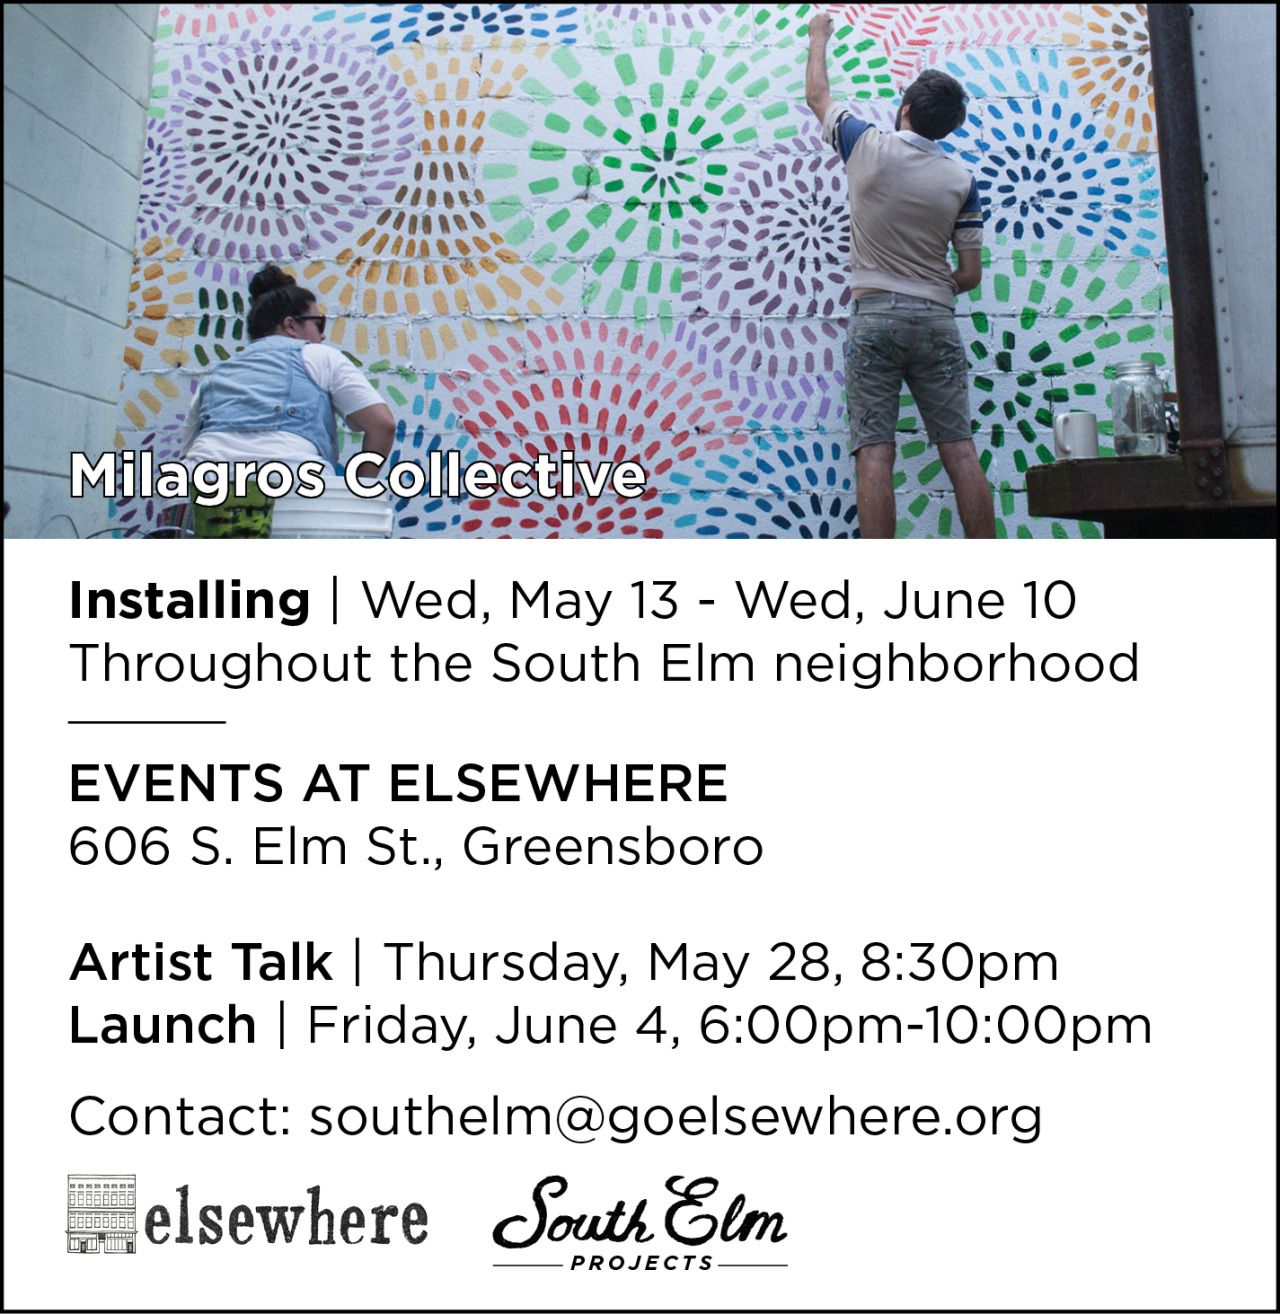 Milagros Collective
Installing | Wed, May 13 - Wed, June 10
Throughout the South Elm neighborhood
EVENTS AT ELSEWHERE
606 S. Elm St., Greensboro
Artist Talk | Thursday, May 28, 8:30pm
Launch | Friday, June 4, 6:00pm-10:00pm
Contact: southelm@goelsewhere.org
elsewhere
South Elm
PROJECTS